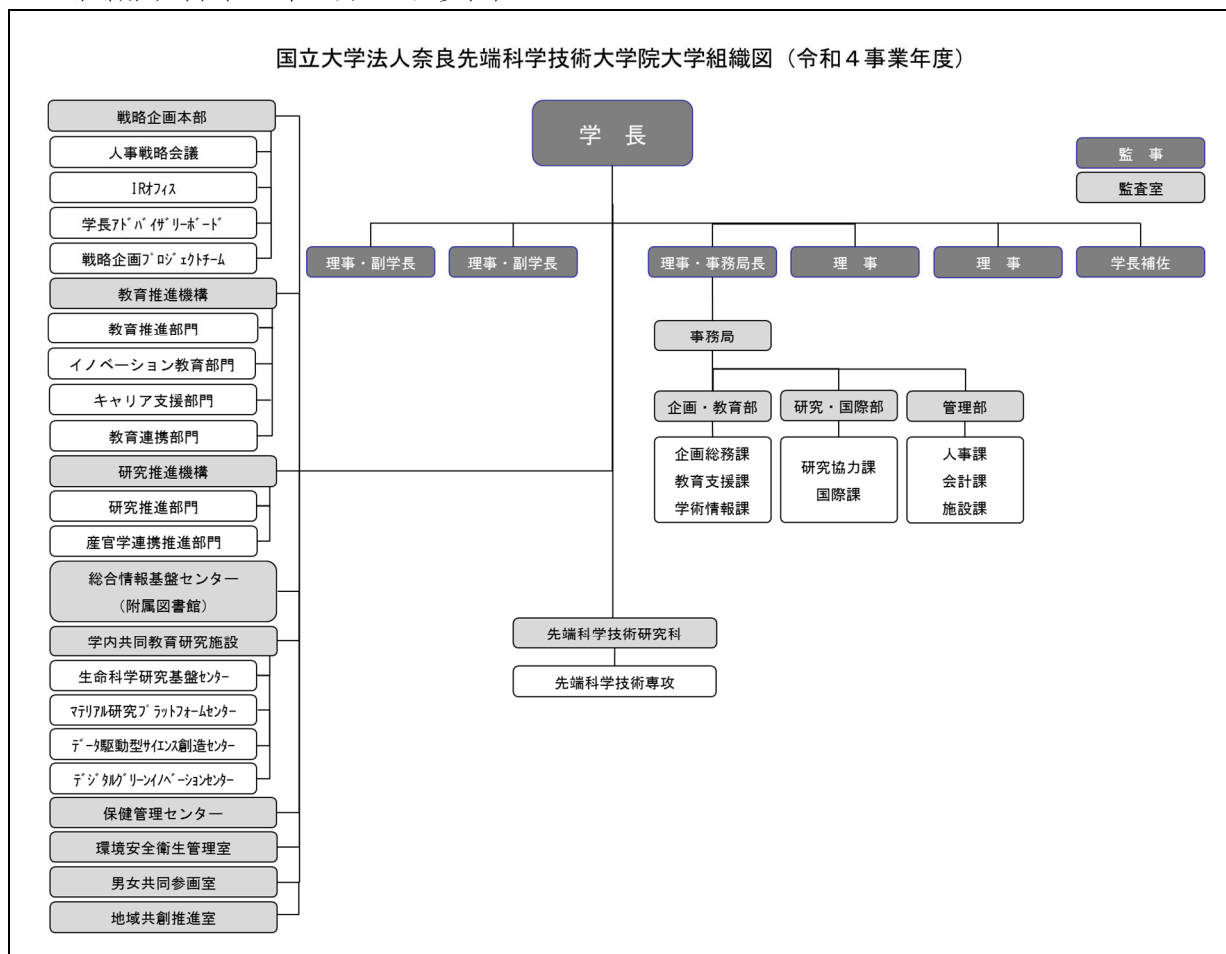 国立大学法人奈良先端科学技術大学院大学組織図（令和４事業年度）
学　長
監　事
監査室
理事・副学長
理事・副学長
理事・事務局長
理　事
理　事
学長補佐
事務局
企画・教育部
研究・国際部
管理部
企画総務課
教育支援課
学術情報課
研究協力課
国際課
人事課
会計課
施設課
先端科学技術研究科
先端科学技術専攻
戦略企画本部
人事戦略会議
IRｵﾌｨｽ
学長ｱﾄﾞﾊﾞｲｻﾞﾘｰﾎﾞｰﾄﾞ
戦略企画ﾌﾟﾛｼﾞｪｸﾄﾁｰﾑ
教育推進機構
教育推進部門
イノベーション教育部門
キャリア支援部門
教育連携部門
研究推進機構
研究推進部門
産官学連携推進部門
総合情報基盤センター
（附属図書館）
学内共同教育研究施設
生命科学研究基盤ｾﾝﾀｰ
ﾏﾃﾘｱﾙ研究ﾌﾟﾗｯﾄﾌｫｰﾑｾﾝﾀｰ
ﾃﾞｰﾀ駆動型ｻｲｴﾝｽ創造ｾﾝﾀｰ
ﾃﾞｼﾞﾀﾙｸﾞﾘｰﾝｲﾉﾍﾞｰｼｮﾝｾﾝﾀｰ
保健管理センター
環境安全衛生管理室
男女共同参画室
地域共創推進室